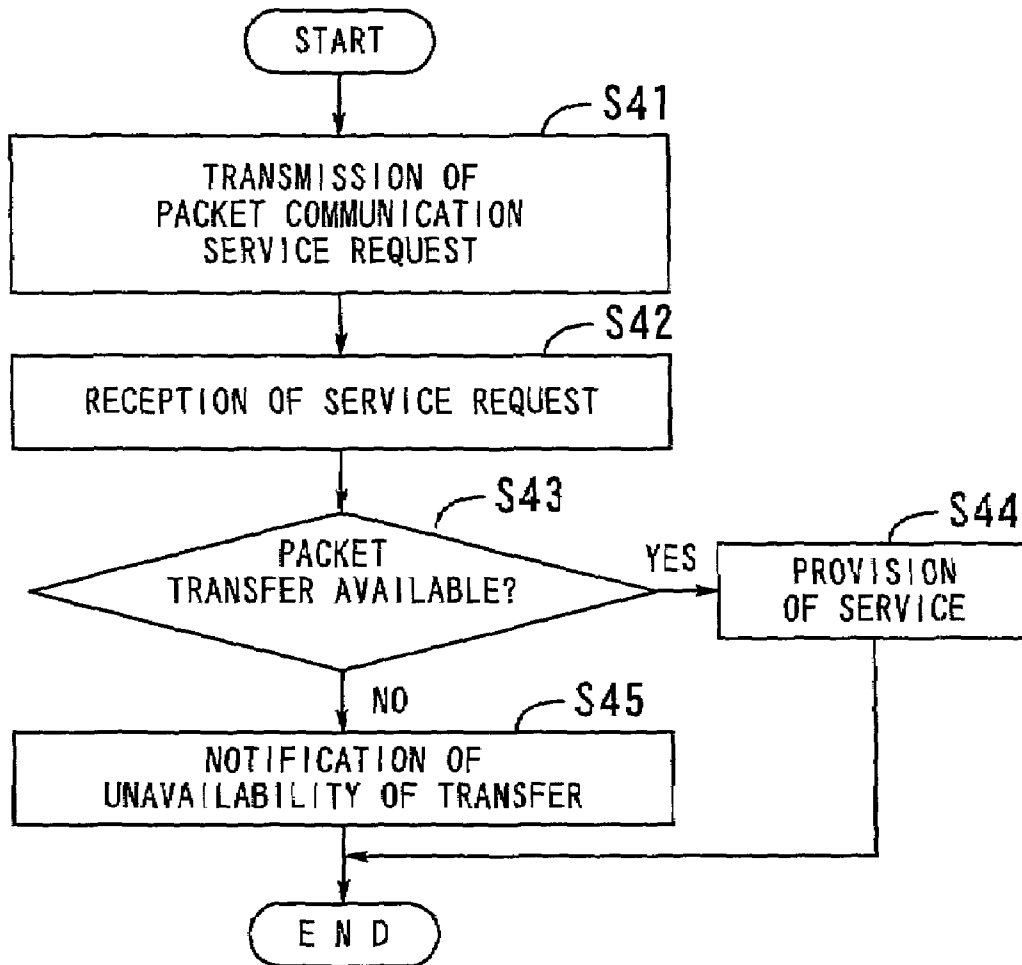 START
S41
TRANSMISSION OF
PACKET COMMUNICATION
SERVICE REQUEST
S42
RECEPTION OF SERVICE REQUEST
S43
PACKET
TRANSFER AVAILABLE?
YES
S44
PROVISION
OF SERVICE
NO
S45
NOTIFICATION OF
UNAVAILABILITY OF TRANSFER
END